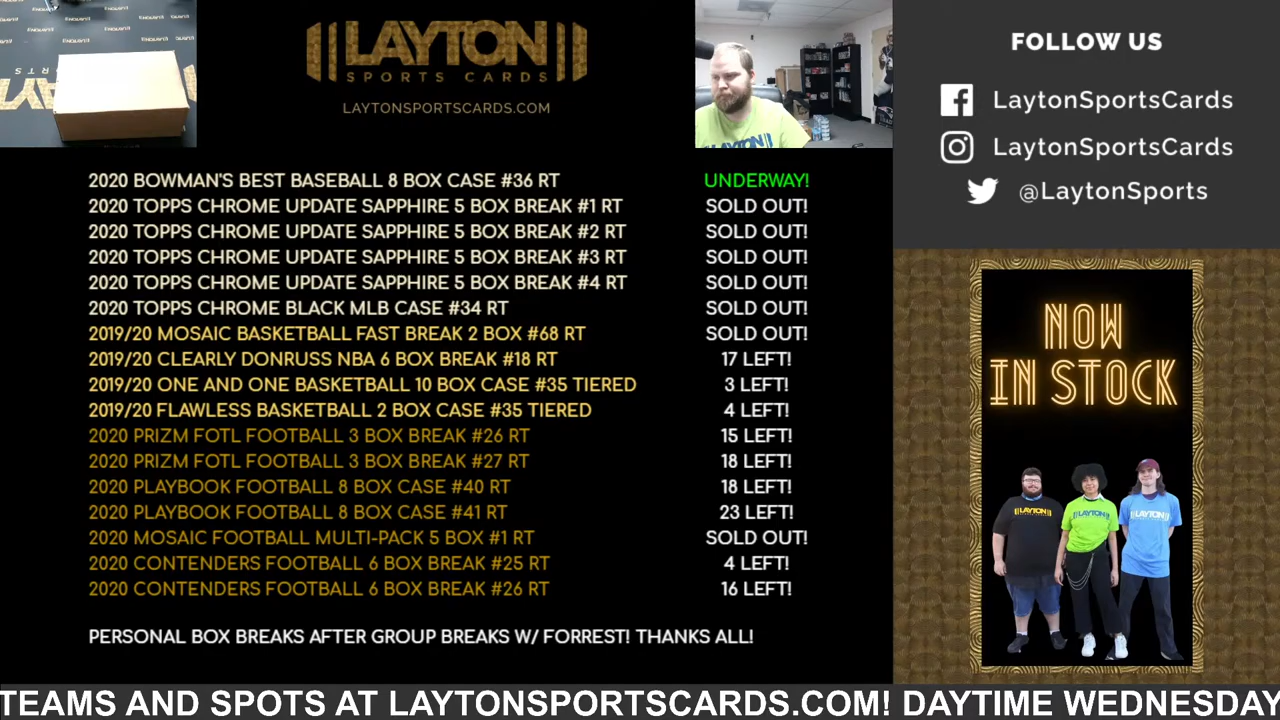 LAYTON
SPORTS CARDS
LAYTONSPORTSCARDS.COM
2020 BOWMAN'S BEST BASEBALL 8 BOX CASE #36 RT UNDERWAY!
2020 TOPPS CHROME UPDATE SAPPHIRE 5 BOX BREAK #1 RT SOLD OUT!
2020 TOPPS CHROME UPDATE SAPPHIRE 5 BOX BREAK #2 RT SOLD OUT!
2020 TOPPS CHROME UPDATE SAPPHIRE 5 BOX BREAK #3 RT SOLD OUT!
2020 TOPPS CHROME UPDATE SAPPHIRE 5 BOX BREAK #4 RT SOLD OUT!
2020 TOPPS CHROME BLACK MLB CASE #34 RT SOLD OUT!
2019/20 MOSAIC BASKETBALL FAST BREAK 2 BOX #68 RT SOLD OUT!
2019/20 CLEARLY DONRUSS NBA 6 BOX BREAK #18 RT 17 LEFT!
2019/20 ONE AND ONE BASKETBALL 10 BOX CASE #35 TIERED 3 LEFT!
2019/20 FLAWLESS BASKETBALL 2 BOX CASE #35 TIERED 4 LEFT!
2020 PRIZM FOTL FOOTBALL 3 BOX BREAK #26 RT 15 LEFT!
2020 PRIZM FOTL FOOTBALL 3 BOX BREAK #27 RT 18 LEFT!
2020 PLAYBOOK FOOTBALL 8 BOX CASE #40 RT 18 LEFT!
2020 PLAYBOOK FOOTBALL 8 BOX CASE #41 RT 23 LEFT!
2020 MOSAIC FOOTBALL MULTI-PACK 5 BOX #1 RT SOLD OUT!
2020 CONTENDERS FOOTBALL 6 BOX BREAK #25 RT 4 LEFT!
2020 CONTENDERS FOOTBALL 6 BOX BREAK #26 RT 16 LEFT!
PERSONAL BOX BREAKS AFTER GROUP BREAKS W/ FORREST! THANKS ALL!
FOLLOW US
LaytonSportsCards
LaytonSportsCards
@LaytonSports
NOW
IN STOCK
LAYTON
LAYTON
LAYTON
TEAMS AND SPOTS AT LAYTONSPORTSCARDS.COM! DAYTIME WEDNESDAY